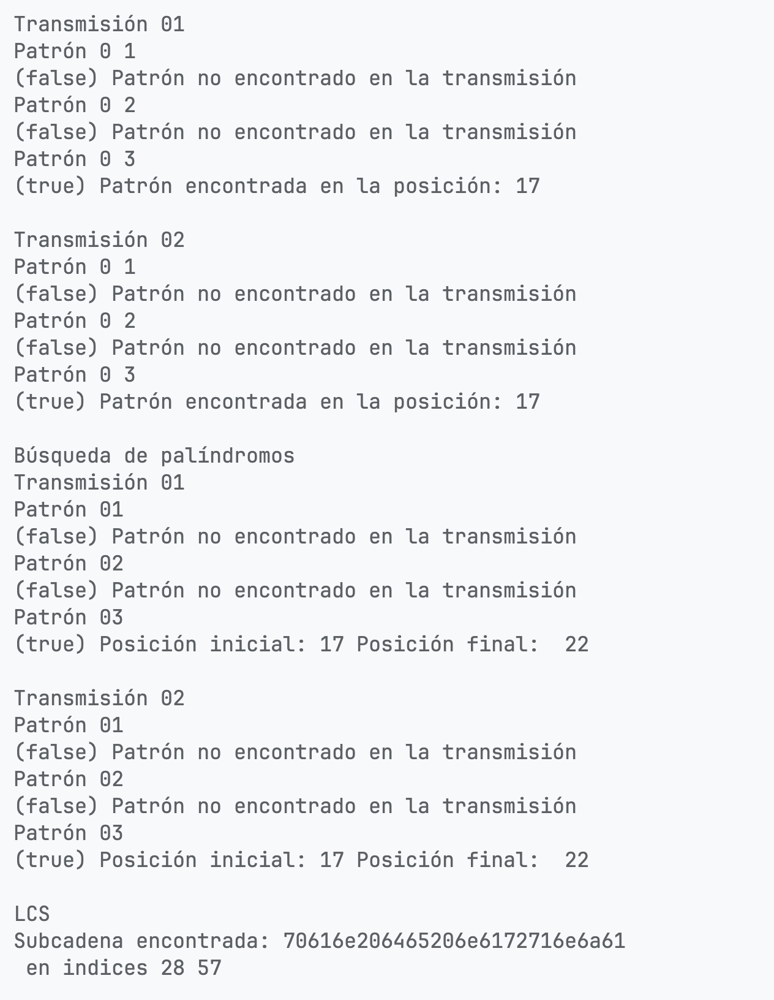 Transmisión 01
Patrón 0 1
(false) Patrón no encontrado en la transmisión
Patrón 0 2
(false) Patrón no encontrado en la transmisión
Patrón 0 3
(true) Patrón encontrada en la posición: 17

Transmisión 02
Patrón 0 1
(false) Patrón no encontrado en la transmisión
Patrón 0 2
(false) Patrón no encontrado en la transmisión
Patrón 0 3
(true) Patrón encontrada en la posición: 17

Búsqueda de palíndromos
Transmisión 01
Patrón 01
(false) Patrón no encontrado en la transmisión
Patrón 02
(false) Patrón no encontrado en la transmisión
Patrón 03
(true) Posición inicial: 17 Posición final:  22

Transmisión 02
Patrón 01
(false) Patrón no encontrado en la transmisión
Patrón 02
(false) Patrón no encontrado en la transmisión
Patrón 03
(true) Posición inicial: 17 Posición final:  22

LCS
Subcadena encontrada: 70616e206465206e6172716e6a61
 en indices 28 57